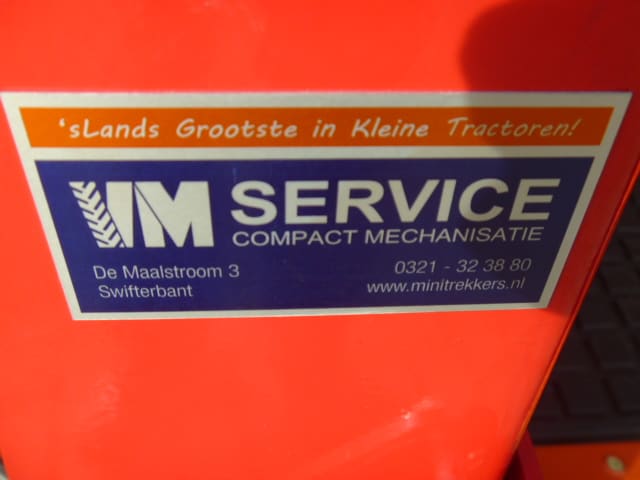 ‘sLands Grootste in Kleine Tractoren!
VM SERVICE
COMPACT MECHANISATIE
De Maalstroom 3
Swifterbant
0321 - 32 38 80
www.minitrekkers.nl